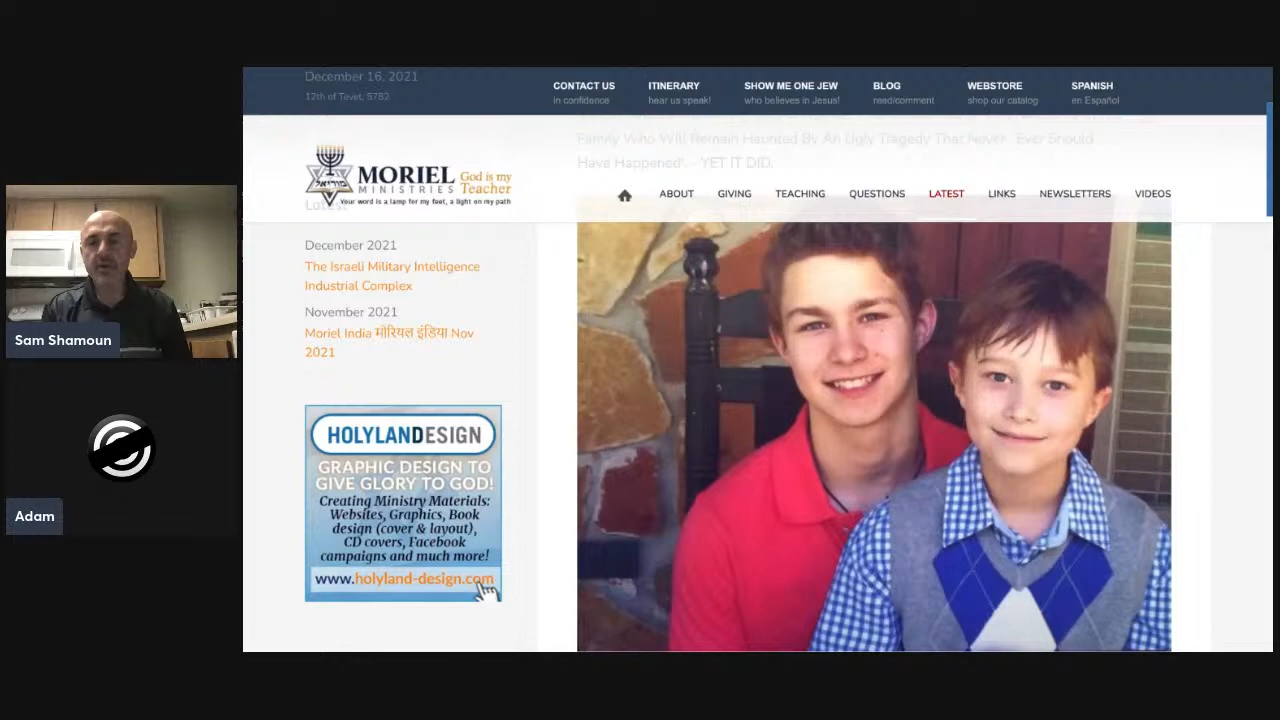 December 16, 2021
12th of Tevet, 5782
CONTACT US
in confidence
ITINERARY
hear us speak!
SHOW ME ONE JEW
who believes in Jesus!
BLOG
read/comment
WEBSTORE
shop our catalog
SPANISH
en Español
Family Who Will Remain Haunted By An Ugly Tragedy That Never Ever Should
Have Happened' – YET IT DID.
MORIEL
MINISTRIES
God is my
Teacher
מוריאל
Your word is a lamp for my feet, a light on my path
Latest
ABOUT
GIVING
TEACHING
QUESTIONS
LATEST
LINKS
NEWSLETTERS
VIDEOS
December 2021
The Israeli Military Intelligence
Industrial Complex
November 2021
Moriel India मोरियल इंडिया Nov
2021
HOLYLANDESIGN
GRAPHIC DESIGN TO
GIVE GLORY TO GOD!
Creating Ministry Materials:
Websites, Graphics, Book
design (cover & layout),
CD covers, Facebook
campaigns and much more!
www.holyland-design.com
Sam Shamoun
Adam